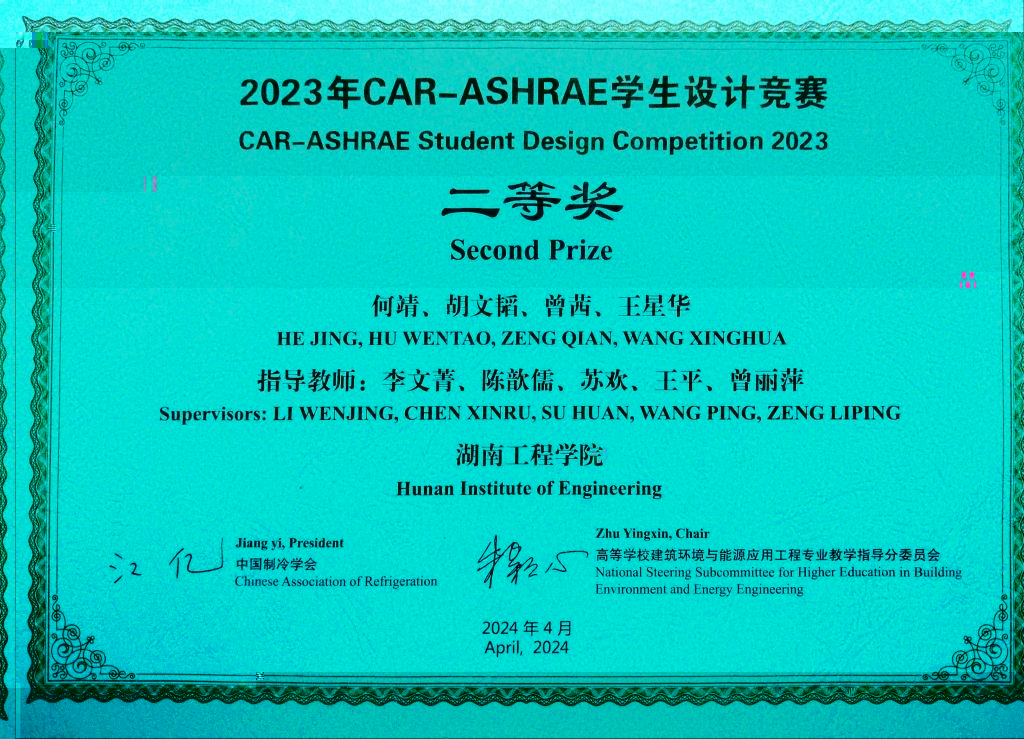 2023年CAR-ASHRAE学生设计竞赛
CAR-ASHRAE Student Design Competition 2023
二等奖
Second Prize
何靖、胡文韬、曾茜、王星华
HE JING, HU WENTAO, ZENG QIAN, WANG XINGHUA
指导教师：李文菁、陈歆儒、苏欢、王平、曾丽萍
Supervisors: LI WENJING, CHEN XINRU, SU HUAN, WANG PING, ZENG LIPING
湖南工程学院
Hunan Institute of Engineering
江亿
Jiang yi, President
中国制冷学会
Chinese Association of Refrigeration
朱颖心
Zhu Yingxin, Chair
高等学校建筑环境与能源应用工程专业教学指导分委员会
National Steering Subcommittee for Higher Education in Building
Environment and Energy Engineering
2024 年 4 月
April, 2024